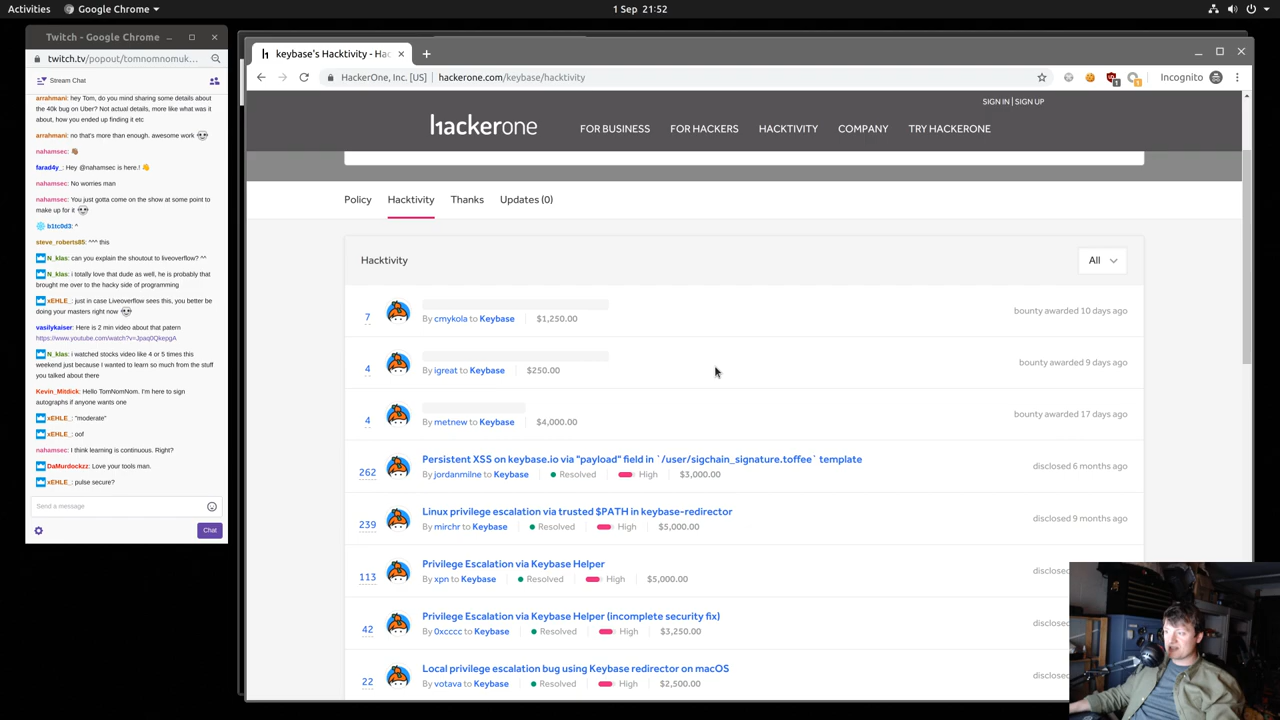 Activities
Google Chrome
1 Sep 21:52
Twitch - Google Chrome
twitch.tv/popout/tomnomnomuk...
Stream Chat
arrahmani: hey Tom, do you mind sharing some details about
the 40k bug on Uber? Not actual details, more like what was it
about, how you ended up finding it etc
arrahmani: no that's more than enough. awesome work
nahamsec:
farad4y_: Hey @nahamsec is here.!
nahamsec: No worries man
nahamsec: You just gotta come on the show at some point to
make up for it
b1tc0d3: ^
steve_roberts85: ^^^ this
N_klas: can you explain the shoutout to liveoverflow? ^^
N_klas: i totally love that dude as well, he is probably that
brought me over to the hacky side of programming
xEHLE_: just in case Liveoverflow sees this, you better be
doing your masters right now
vasilykaiser: Here is 2 min video about that patern
https://www.youtube.com/watch?v=Jpaq0QkepgA
N_klas: i watched stocks video like 4 or 5 times this
weekend just because I wanted to learn so much from the stuff
you talked about there
Kevin_Mitdick: Hello TomNomNom. I'm here to sign
autographs if anyone wants one
xEHLE_: "moderate"
xEHLE_: oof
nahamsec: I think learning is continuous. Right?
DaMurdockzz: Love your tools man.
xEHLE_: pulse secure?
Send a message
Chat
keybase's Hacktivity - Hac
HackerOne, Inc. [US]
hackerone.com/keybase/hacktivity
1
1
Incognito
SIGN IN | SIGN UP
hackerone
FOR BUSINESS
FOR HACKERS
HACKTIVITY
COMPANY
TRY HACKERONE
Policy
Hacktivity
Thanks
Updates (0)
Hacktivity
All
7
By cmykola to Keybase
$1,250.00
bounty awarded 10 days ago
4
By igreat to Keybase
$250.00
bounty awarded 9 days ago
4
By metnew to Keybase
$4,000.00
bounty awarded 17 days ago
262
Persistent XSS on keybase.io via "payload" field in `/user/sigchain_signature.toffee` template
By jordanmilne to Keybase
Resolved
High
$3,000.00
disclosed 6 months ago
239
Linux privilege escalation via trusted $PATH in keybase-redirector
By mirchr to Keybase
Resolved
High
$5,000.00
disclosed 9 months ago
113
Privilege Escalation via Keybase Helper
By xpn to Keybase
Resolved
High
$5,000.00
disclosed
42
Privilege Escalation via Keybase Helper (incomplete security fix)
By 0xcccc to Keybase
Resolved
High
$3,250.00
disclosed
22
Local privilege escalation bug using Keybase redirector on macOS
By votava to Keybase
Resolved
High
$2,500.00
disclosed